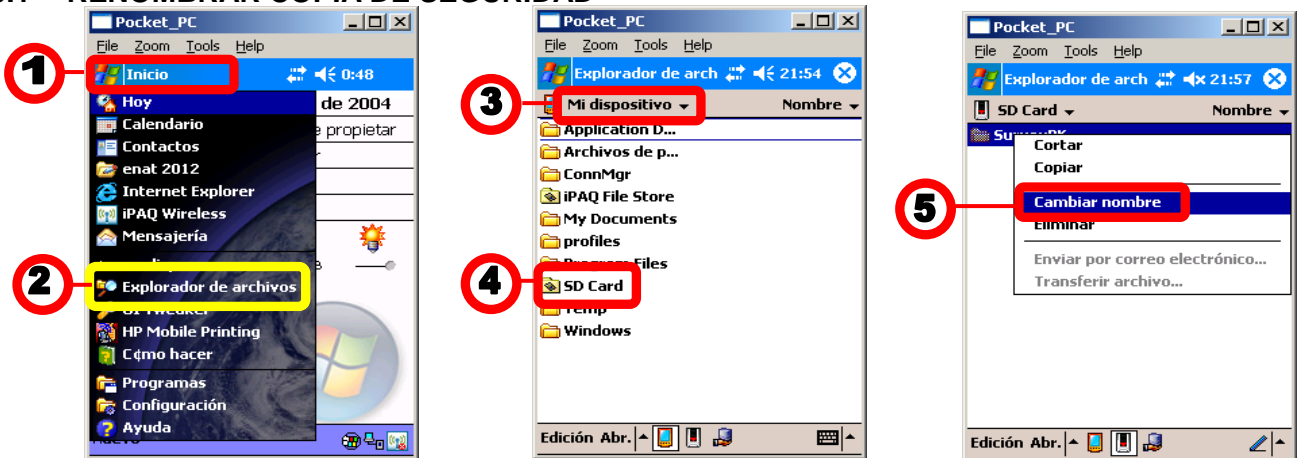 RENOMBRAR COPIA DE SEGURIDAD
Pocket_PC
File Zoom Tools Help
1
Inicio
0:48
Hoy
de 2004
Calendario
propietar
Contactos
enat 2012
Internet Explorer
iPAQ Wireless
Mensajería
2
Explorador de archivos
HP Mobile Printing
C¢mo hacer
Programas
Configuración
Ayuda
Pocket_PC
File Zoom Tools Help
Explorador de arch 21:54
3
Mi dispositivo Nombre
Application D...
Archivos de p...
ConnMgr
iPAQ File Store
My Documents
profiles
Program Files
4
SD Card
Temp
Windows
Edición Abr.
Pocket_PC
File Zoom Tools Help
Explorador de arch 21:57
SD Card Nombre
Cortar
Copiar
5
Cambiar nombre
Eliminar
Enviar por correo electrónico...
Transferir archivo...
Edición Abr.